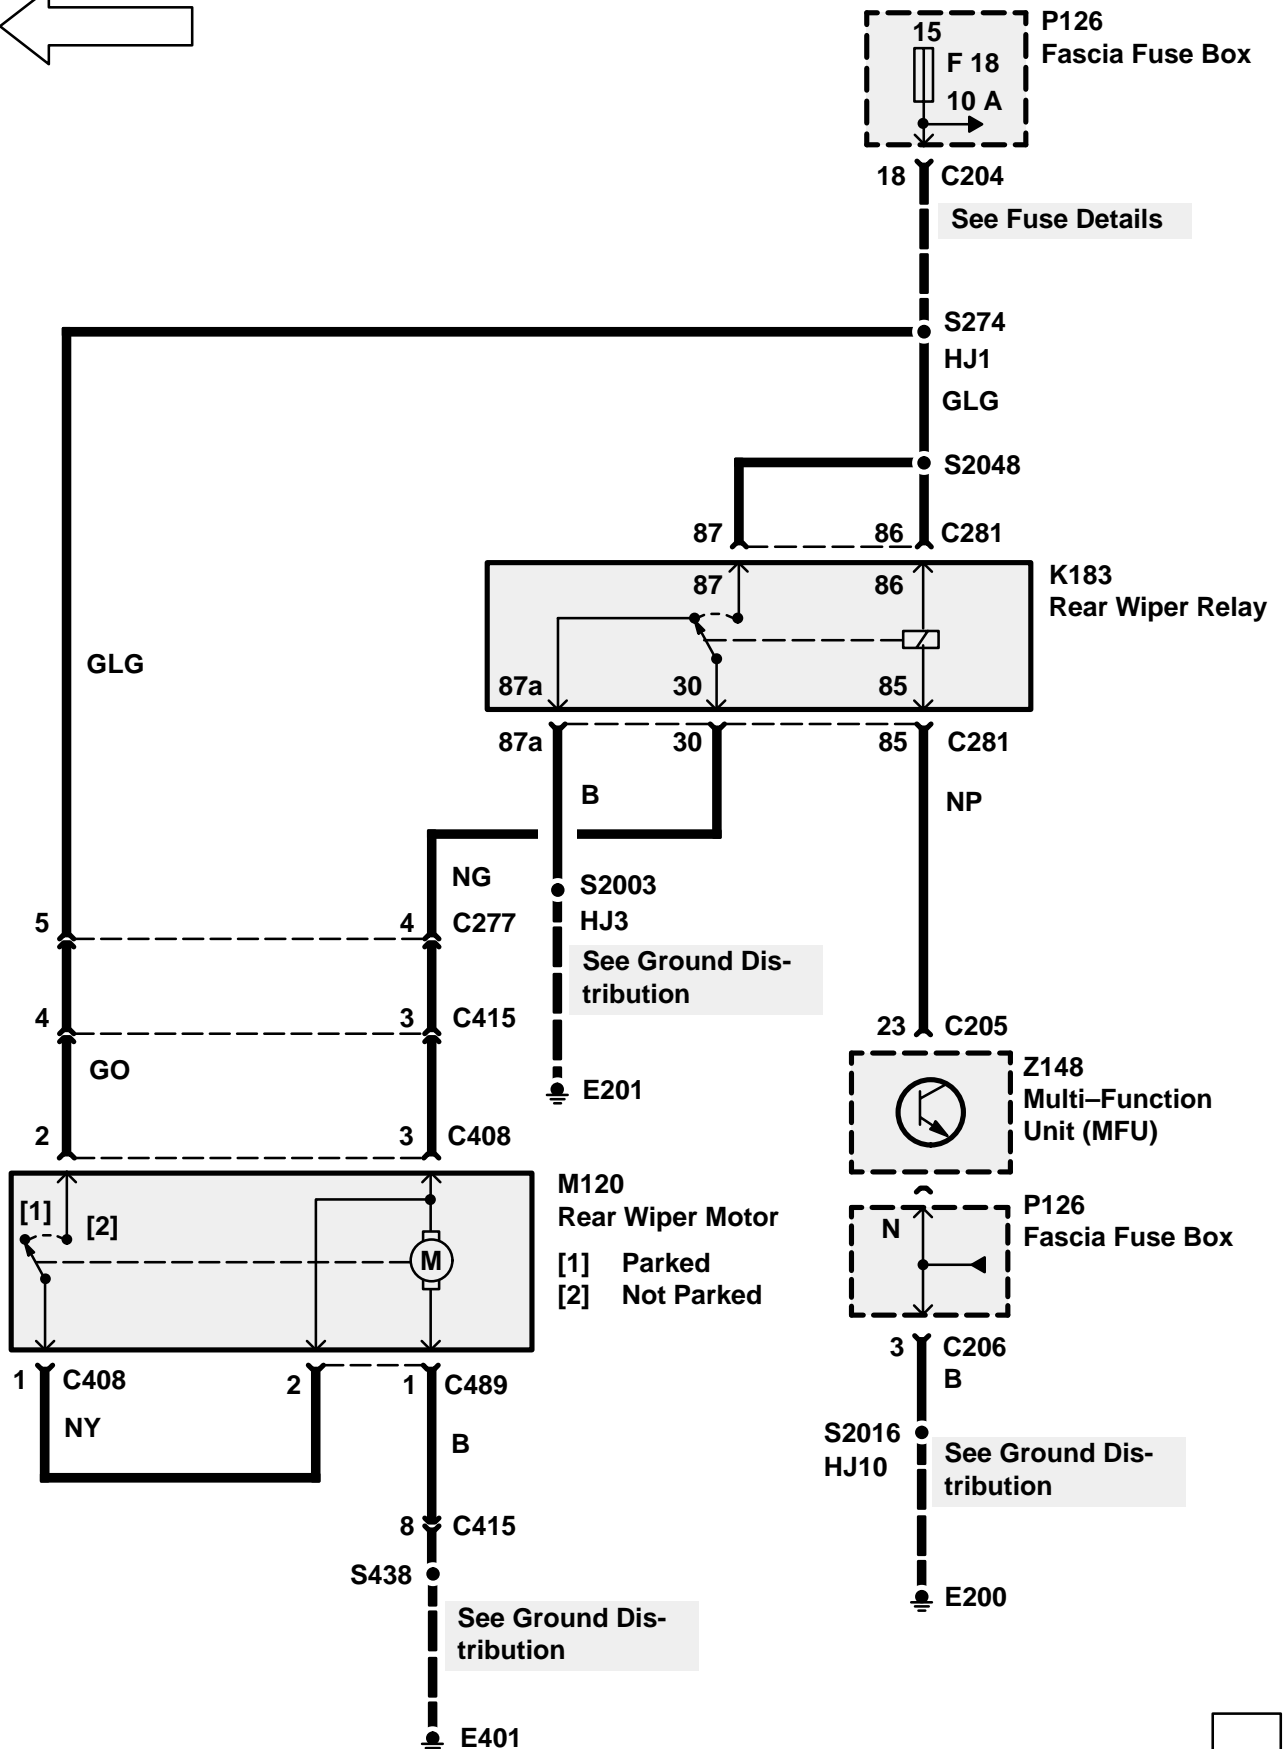 15
P126
Fascia Fuse Box
F 18
10 A
18
C204
See Fuse Details
S274
HJ1
GLG
S2048
87
86
C281
87
86
K183
Rear Wiper Relay
GLG
87a
30
85
87a
30
85
C281
B
NP
NG
S2003
HJ3
5
4
C277
See Ground Dis-
tribution
4
3
C415
23
C205
GO
E201
Z148
Multi–Function
Unit (MFU)
2
3
C408
M120
Rear Wiper Motor
[1]
[2]
M
[1] Parked
[2] Not Parked
P126
Fascia Fuse Box
N
1
C408
2
1
C489
3
C206
B
NY
B
S2016
HJ10
See Ground Dis-
tribution
8
C415
S438
E200
See Ground Dis-
tribution
E401